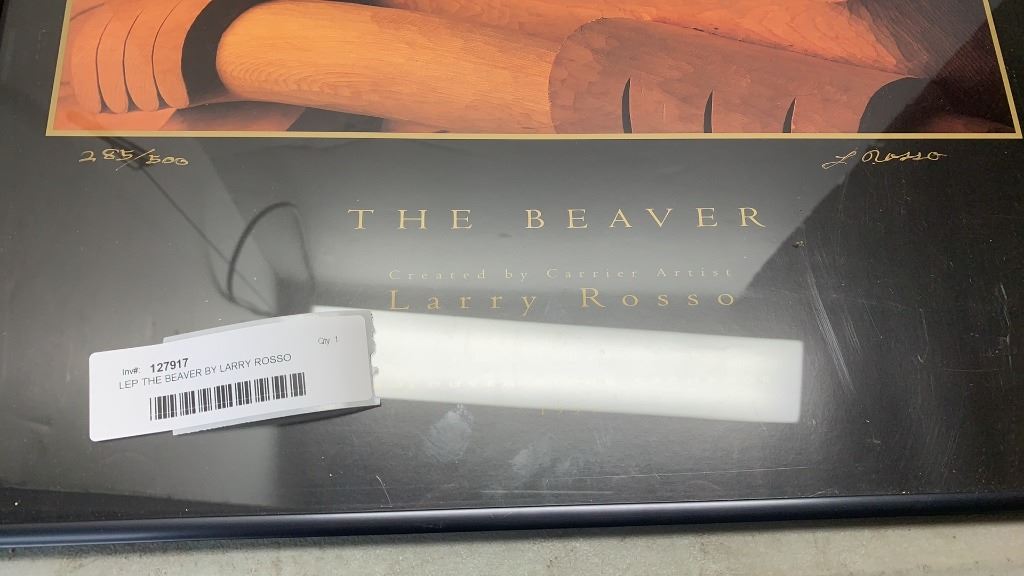 285/500
L Rosso
THE BEAVER
Created by Carrier Artist
Larry Rosso
Inv#: 127917
Qty 1
LEP THE BEAVER BY LARRY ROSSO